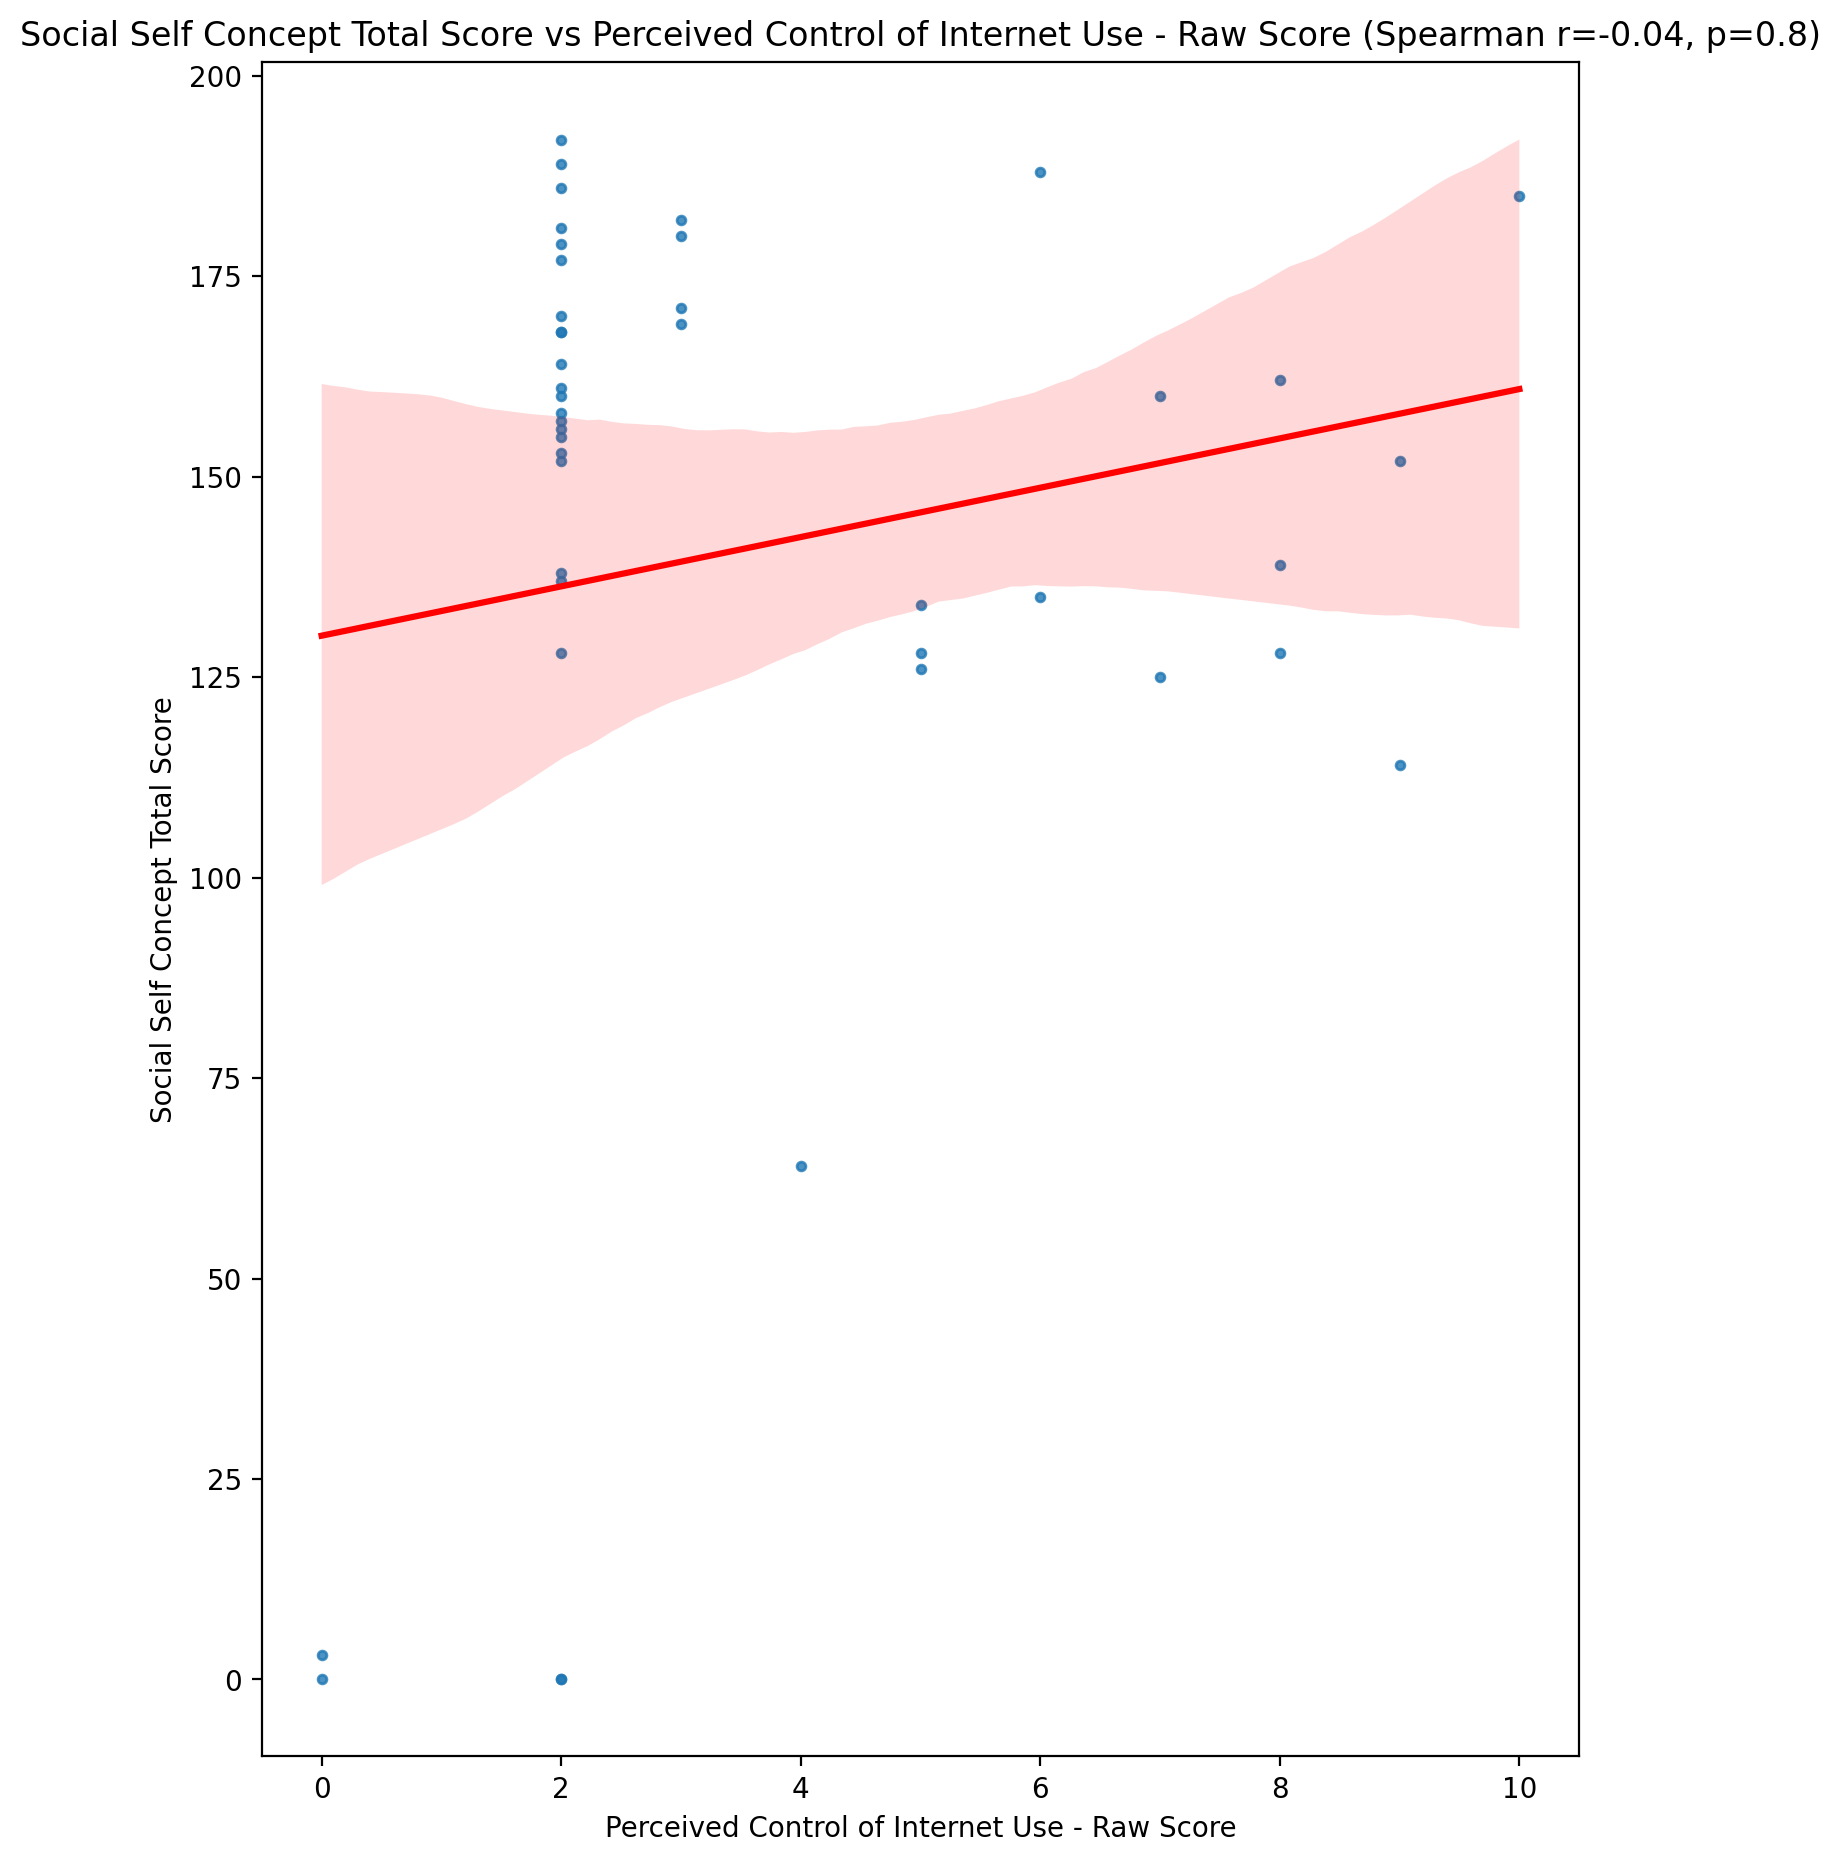 Social Self Concept Total Score vs Perceived Control of Internet Use - Raw Score (Spearman r=-0.04, p=0.8)
200
175
150
125
100
75
50
25
0
Social Self Concept Total Score
0 2 4 6 8 10
Perceived Control of Internet Use - Raw Score